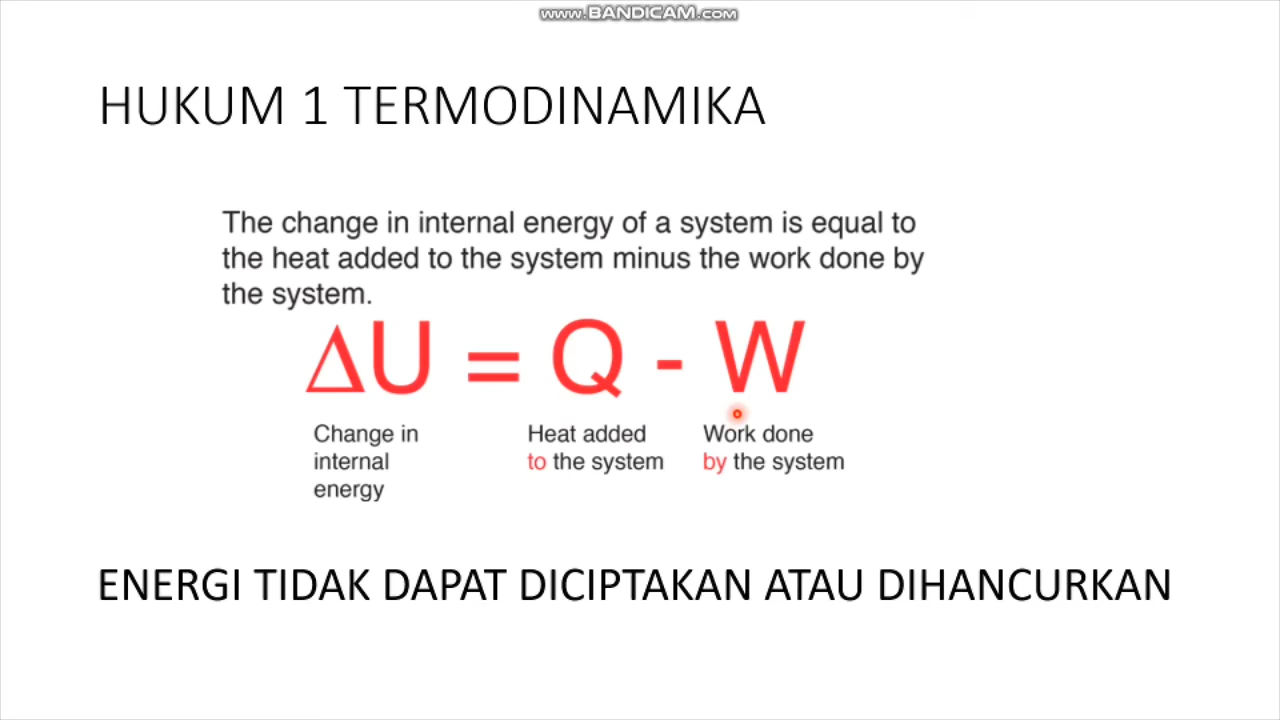 www.BANDICAM.com
HUKUM 1 TERMODINAMIKA
The change in internal energy of a system is equal to
the heat added to the system minus the work done by
the system.
ΔU = Q - W
Change in internal energy
Heat added to the system
Work done by the system
ENERGI TIDAK DAPAT DICIPTAKAN ATAU DIHANCURKAN